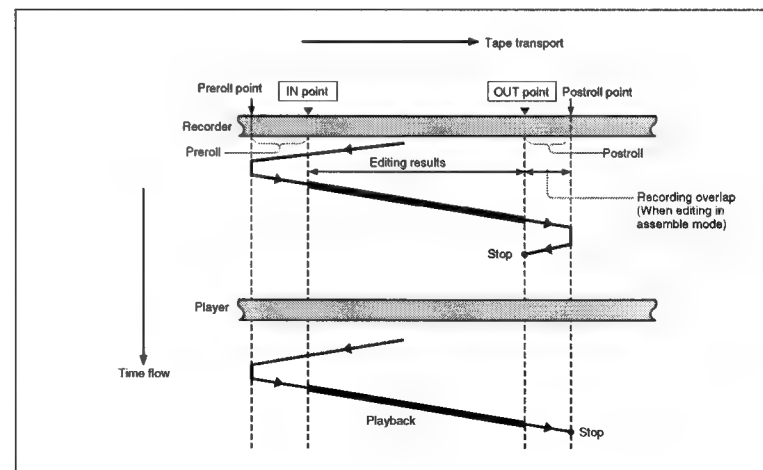 Tape transport
Preroll point
IN point
OUT point
Postroll point
Recorder
Preroll
Editing results
Postroll
Recording overlap
(When editing in
assemble mode)
Stop
Player
Time flow
Playback
Stop